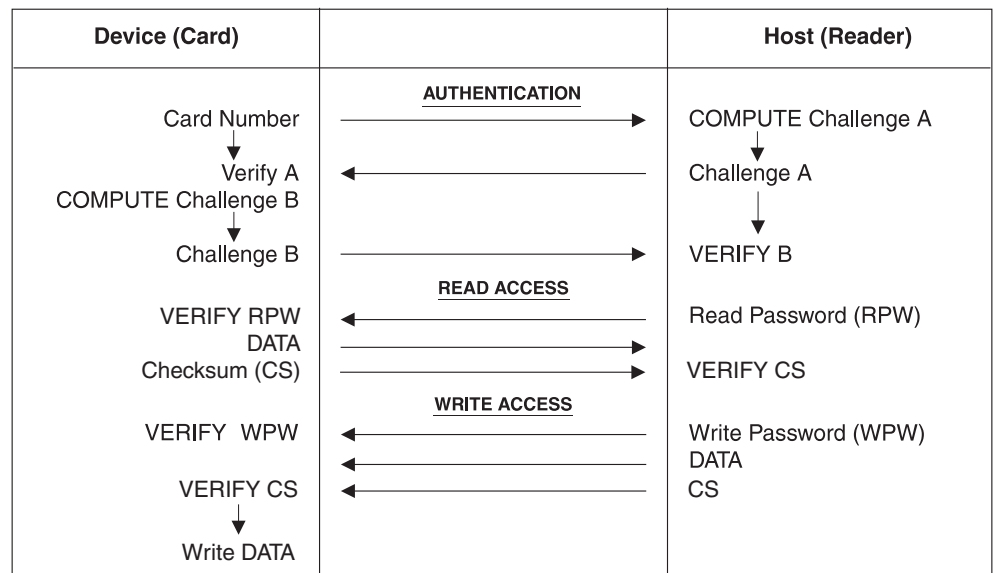 Device (Card) Host (Reader)
AUTHENTICATION
Card Number COMPUTE Challenge A
Verify A Challenge A
COMPUTE Challenge B
Challenge B VERIFY B
READ ACCESS
VERIFY RPW Read Password (RPW)
DATA
Checksum (CS) VERIFY CS
WRITE ACCESS
VERIFY WPW Write Password (WPW)
DATA
VERIFY CS CS
Write DATA